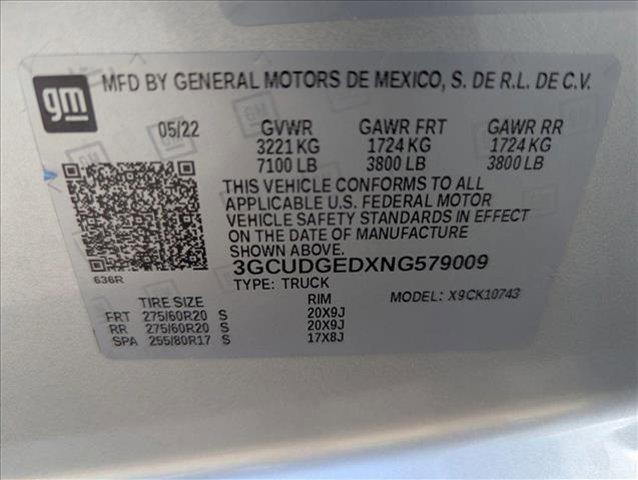 gm MFD BY GENERAL MOTORS DE MEXICO, S. DE R.L. DE C.V.
05/22 GVWR GAWR FRT GAWR RR
3221 KG 1724 KG 1724 KG
7100 LB 3800 LB 3800 LB
THIS VEHICLE CONFORMS TO ALL
APPLICABLE U.S. FEDERAL MOTOR
VEHICLE SAFETY STANDARDS IN EFFECT
ON THE DATE OF MANUFACTURE
SHOWN ABOVE.
636R 3GCUDGEDXNG579009
TYPE: TRUCK MODEL: X9CK10743
TIRE SIZE RIM
FRT 275/60R20 S 20X9J
RR 275/60R20 S 20X9J
SPA 255/80R17 S 17X8J